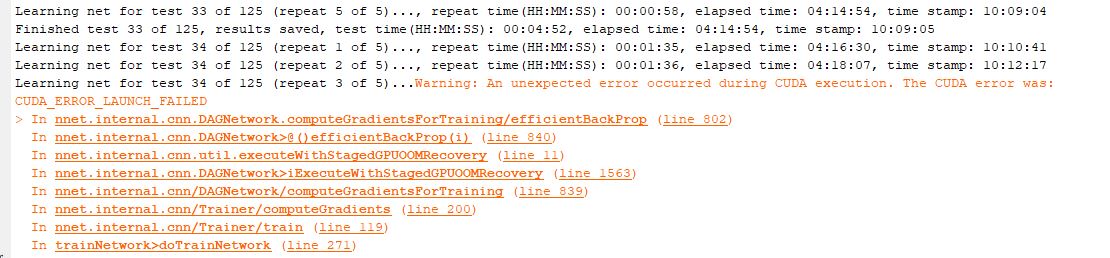 Learning net for test 33 of 125 (repeat 5 of 5)..., repeat time(HH:MM:SS): 00:00:58, elapsed time: 04:14:54, time stamp: 10:09:04
Finished test 33 of 125, results saved, test time(HH:MM:SS): 00:04:52, elapsed time: 04:14:54, time stamp: 10:09:05
Learning net for test 34 of 125 (repeat 1 of 5)..., repeat time(HH:MM:SS): 00:01:35, elapsed time: 04:16:30, time stamp: 10:10:41
Learning net for test 34 of 125 (repeat 2 of 5)..., repeat time(HH:MM:SS): 00:01:36, elapsed time: 04:18:07, time stamp: 10:12:17
Learning net for test 34 of 125 (repeat 3 of 5)...Warning: An unexpected error occurred during CUDA execution. The CUDA error was:
CUDA_ERROR_LAUNCH_FAILED
> In nnet.internal.cnn.DAGNetwork.computeGradientsForTraining/efficientBackProp (line 802)
In nnet.internal.cnn.DAGNetwork>@()efficientBackProp(i) (line 840)
In nnet.internal.cnn.util.executeWithStagedGPUOOMRecovery (line 11)
In nnet.internal.cnn.DAGNetwork>iExecuteWithStagedGPUOOMRecovery (line 1563)
In nnet.internal.cnn/DAGNetwork/computeGradientsForTraining (line 839)
In nnet.internal.cnn/Trainer/computeGradients (line 200)
In nnet.internal.cnn/Trainer/train (line 119)
In trainNetwork>doTrainNetwork (line 271)